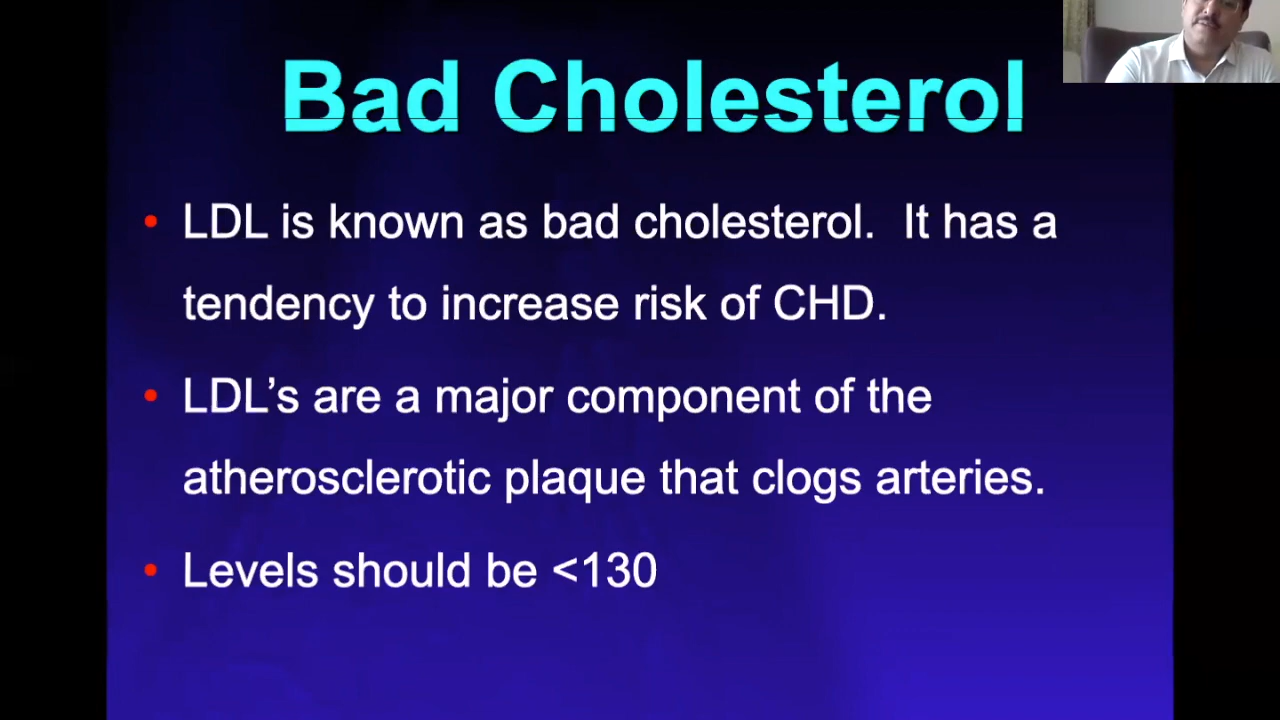 Bad Cholesterol
• LDL is known as bad cholesterol.  It has a
tendency to increase risk of CHD.
• LDL’s are a major component of the
atherosclerotic plaque that clogs arteries.
• Levels should be <130